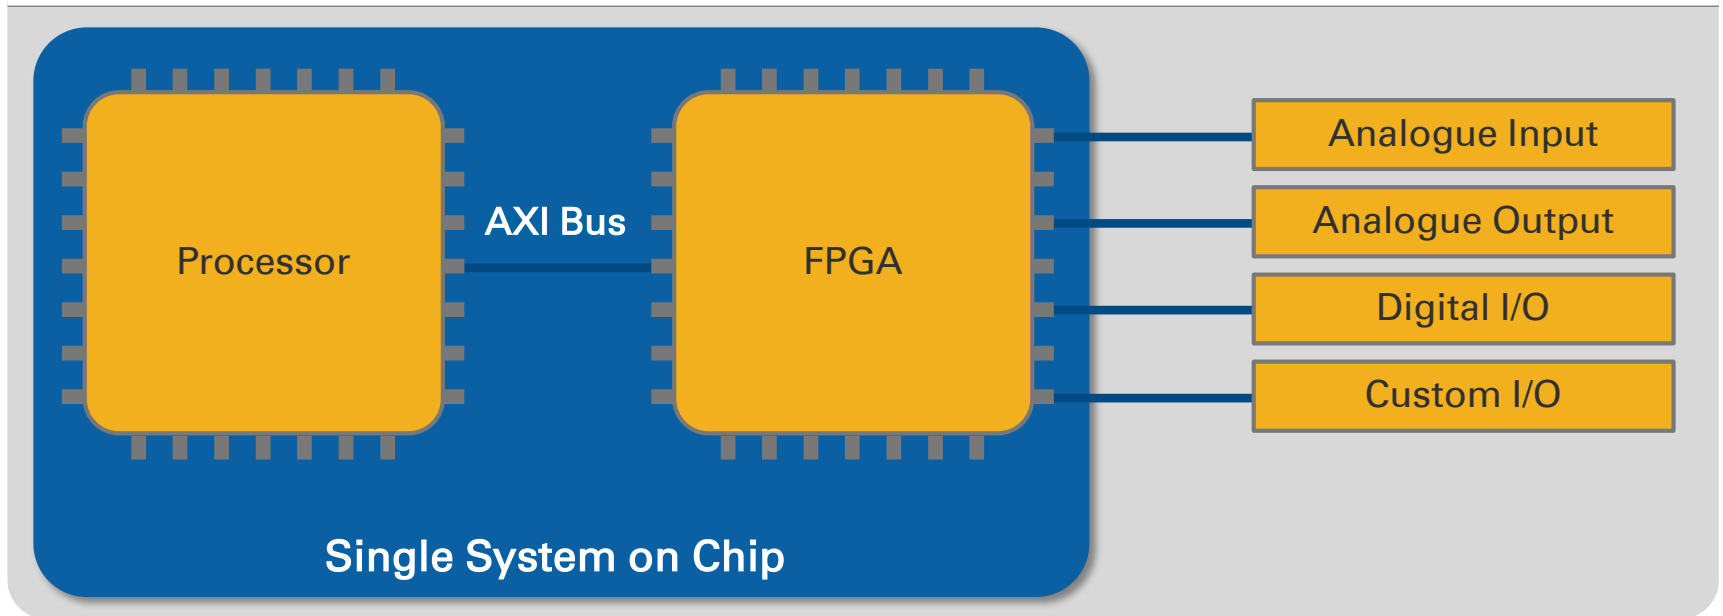 Processor
AXI Bus
FPGA
Analogue Input
Analogue Output
Digital I/O
Custom I/O
Single System on Chip